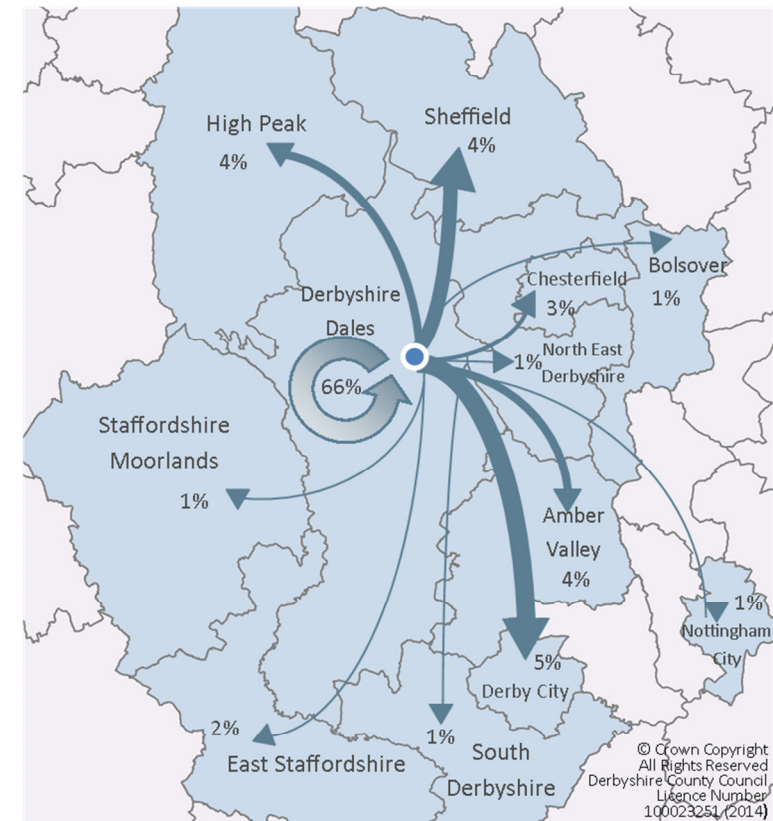 Sheffield
4%
High Peak
4%
Bolsover
1%
Chesterfield
3%
Derbyshire
Dales
66%
1%
North East
Derbyshire
Staffordshire
Moorlands
1%
Amber
Valley
4%
1%
Nottingham
City
5%
Derby City
2%
East Staffordshire
1%
South
Derbyshire
© Crown Copyright
All Rights Reserved
Derbyshire County Council
Licence Number
100023251 (2014)